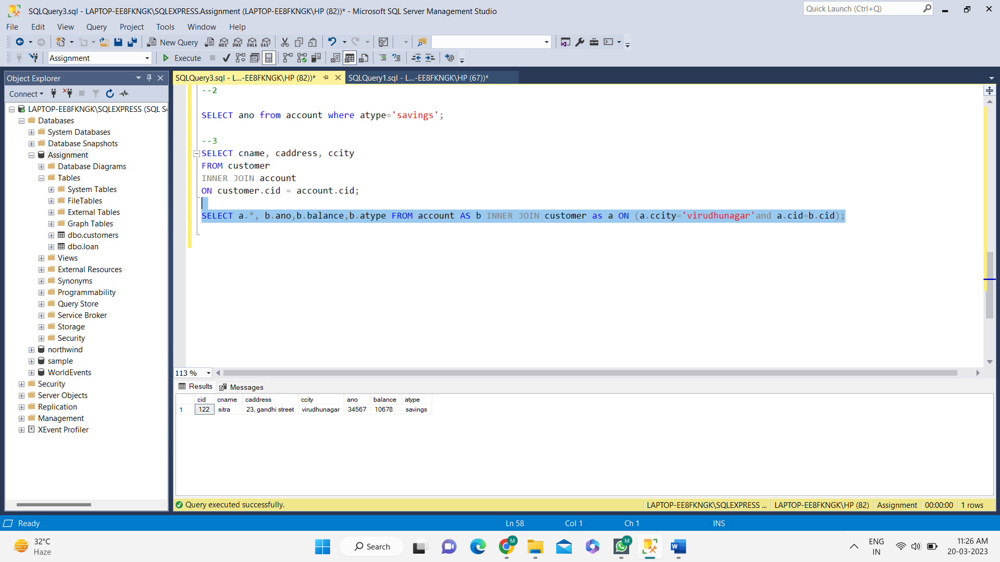 SQLQuery3.sql - LAPTOP-EE8FKNGK\SQLEXPRESS.Assignment (LAPTOP-EE8FKNGK\HP (82))* - Microsoft SQL Server Management Studio
Quick Launch (Ctrl+Q)
File Edit View Query Project Tools Window Help
New Query MDX DMX XMLA DAX
Assignment Execute
Object Explorer
Connect
LAPTOP-EE8FKNGK\SQLEXPRESS (SQL S
Databases
System Databases
Database Snapshots
Assignment
Database Diagrams
Tables
System Tables
FileTables
External Tables
Graph Tables
dbo.customers
dbo.loan
Views
External Resources
Synonyms
Programmability
Query Store
Service Broker
Storage
Security
northwind
sample
WorldEvents
Security
Server Objects
Replication
Management
XEvent Profiler
SQLQuery3.sql - L...-EE8FKNGK\HP (82))* SQLQuery1.sql - L...-EE8FKNGK\HP (67))*
--2
SELECT ano from account where atype='savings';
--3
SELECT cname, caddress, ccity
FROM customer
INNER JOIN account
ON customer.cid = account.cid;
SELECT a.*, b.ano,b.balance,b.atype FROM account AS b INNER JOIN customer as a ON (a.ccity='virudhunagar'and a.cid=b.cid);
113 %
Results Messages
cid cname caddress ccity ano balance atype
1 122 sitra 23, gandhi street virudhunagar 34567 10678 savings
Query executed successfully. LAPTOP-EE8FKNGK\SQLEXPRESS ... LAPTOP-EE8FKNGK\HP (82) Assignment 00:00:00 1 rows
Ready Ln 58 Col 1 Ch 1 INS
32°C
Haze
Search
M
M
ENG
IN
11:26 AM
20-03-2023